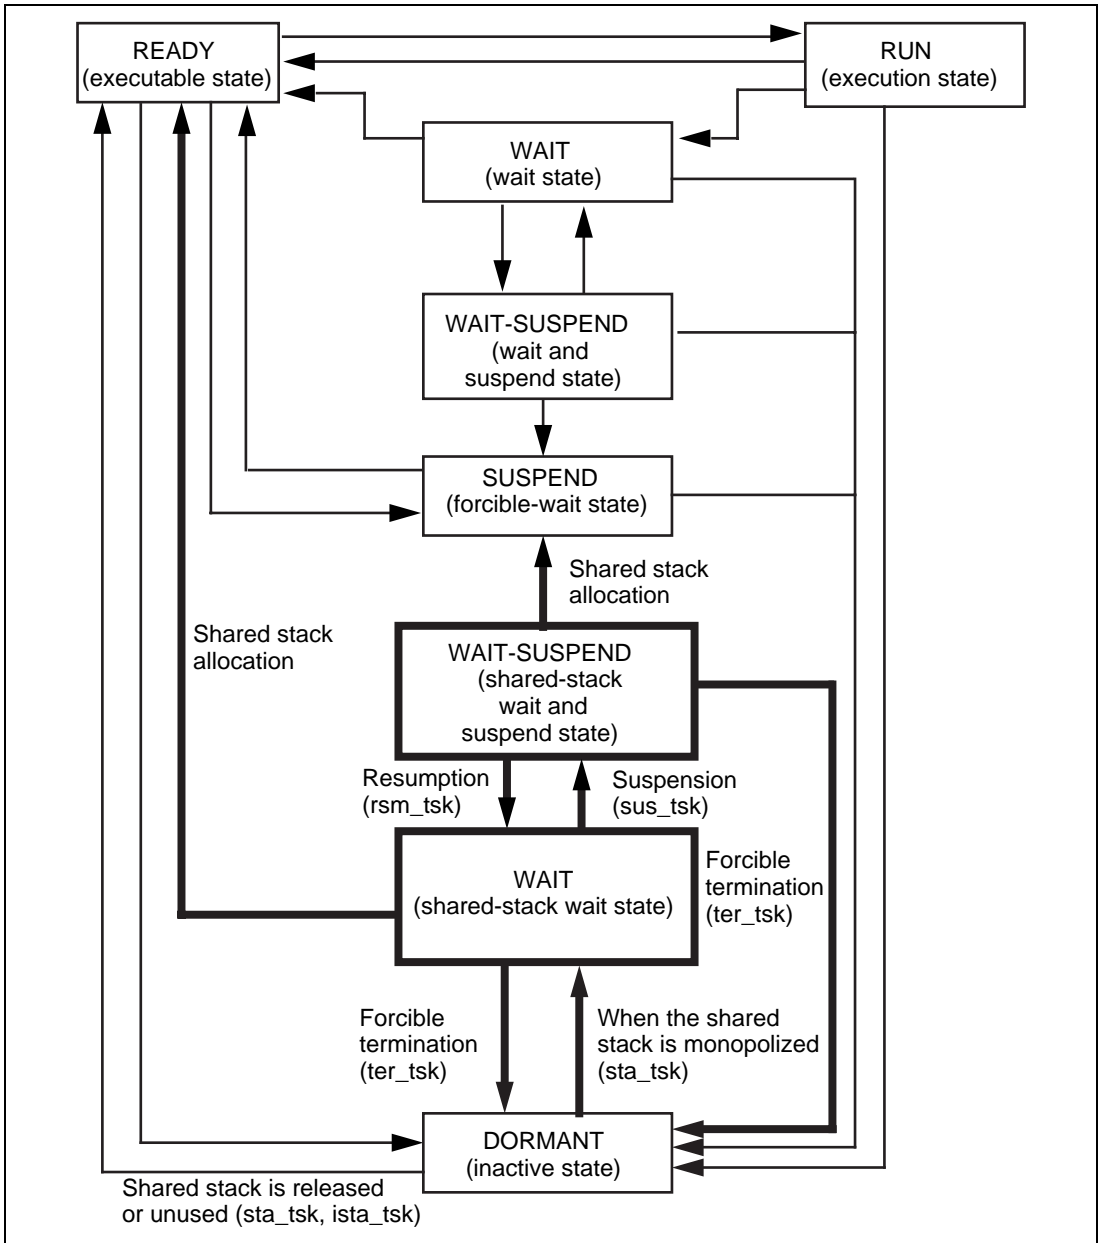 READY
(executable state)
RUN
(execution state)
WAIT
(wait state)
WAIT-SUSPEND
(wait and
suspend state)
SUSPEND
(forcible-wait state)
Shared stack
allocation
Shared stack
allocation
WAIT-SUSPEND
(shared-stack
wait and
suspend state)
Resumption
(rsm_tsk)
Suspension
(sus_tsk)
WAIT
(shared-stack wait state)
Forcible
termination
(ter_tsk)
Forcible
termination
(ter_tsk)
When the shared
stack is monopolized
(sta_tsk)
DORMANT
(inactive state)
Shared stack is released
or unused (sta_tsk, ista_tsk)